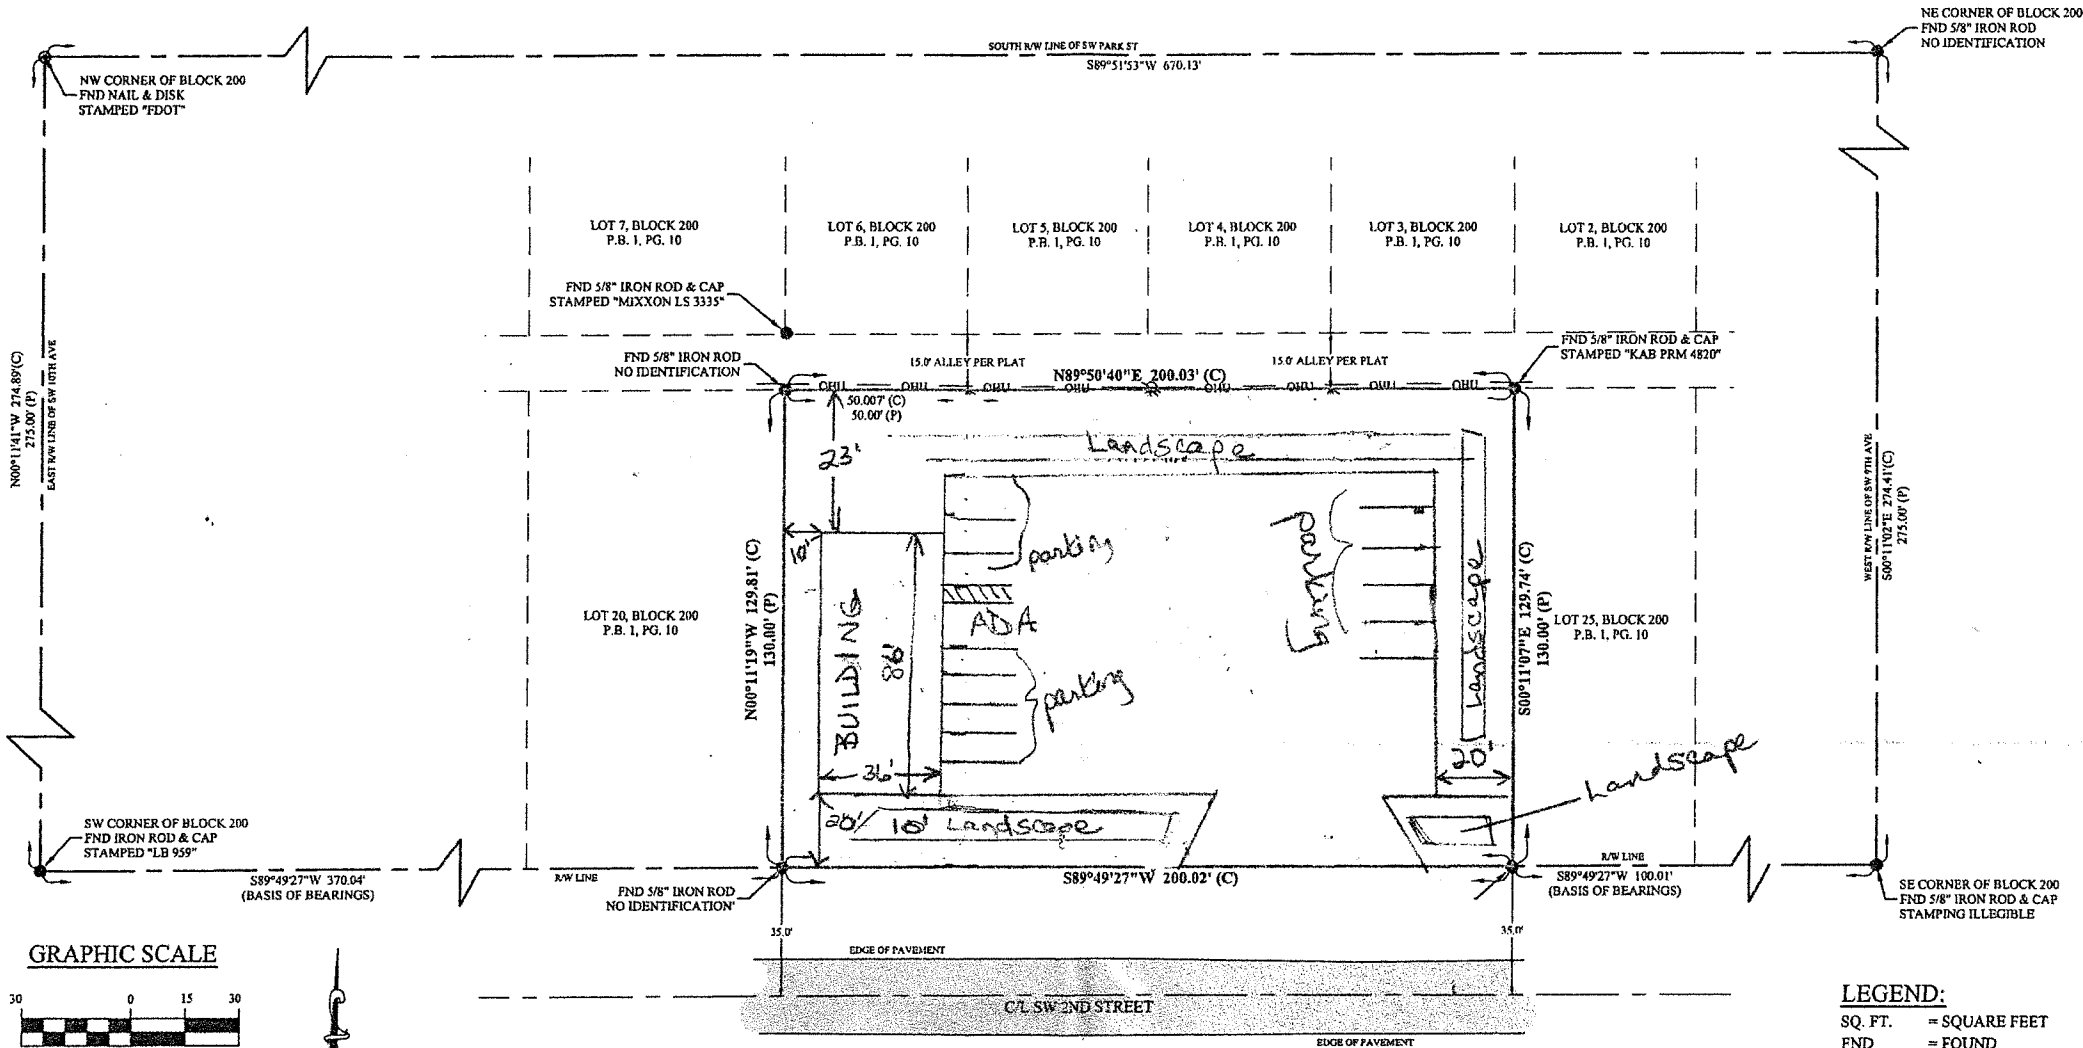 NE CORNER OF BLOCK 200
FND 5/8" IRON ROD
NO IDENTIFICATION
SOUTH R/W LINE OF SW PARK ST
S89°51'53"W 670.13'
NW CORNER OF BLOCK 200
FND NAIL & DISK
STAMPED "FDOT"
LOT 7, BLOCK 200
P.B. 1, PG. 10
LOT 6, BLOCK 200
P.B. 1, PG. 10
LOT 5, BLOCK 200
P.B. 1, PG. 10
LOT 4, BLOCK 200
P.B. 1, PG. 10
LOT 3, BLOCK 200
P.B. 1, PG. 10
LOT 2, BLOCK 200
P.B. 1, PG. 10
FND 5/8" IRON ROD & CAP
STAMPED "MIXXON LS 3335"
FND 5/8" IRON ROD
NO IDENTIFICATION
15.0' ALLEY PER PLAT
15.0' ALLEY PER PLAT
FND 5/8" IRON ROD & CAP
STAMPED "KAB PRM 4820"
N89°50'40"E 200.03' (C)
OHU OHU OHU OHU OHU OHU OHU OHU
50.007' (C)
50.00' (P)
N00°11'41"W 274.89'(C)
275.00' (P)
EAST R/W LINE OF SW 10TH AVE
23'
Landscape
10'
parking
parking
Landscape
N00°11'19"W 129.81' (C)
130.00' (P)
S00°11'07"E 129.74' (C)
130.00' (P)
WEST R/W LINE OF SW 9TH AVE
S00°11'02"E 274.41'(C)
275.00' (P)
LOT 20, BLOCK 200
P.B. 1, PG. 10
LOT 25, BLOCK 200
P.B. 1, PG. 10
BUILDING
86'
ADA
parking
36'
20'
Landscape
20'
10' Landscape
SW CORNER OF BLOCK 200
FND IRON ROD & CAP
STAMPED "LB 959"
S89°49'27"W 370.04'
(BASIS OF BEARINGS)
R/W LINE
FND 5/8" IRON ROD
NO IDENTIFICATION
S89°49'27"W 200.02' (C)
R/W LINE
S89°49'27"W 100.01'
(BASIS OF BEARINGS)
SE CORNER OF BLOCK 200
FND 5/8" IRON ROD & CAP
STAMPING ILLEGIBLE
35.0'
35.0'
EDGE OF PAVEMENT
C/L SW 2ND STREET
EDGE OF PAVEMENT
GRAPHIC SCALE
30 0 15 30
LEGEND:
SQ. FT. = SQUARE FEET
FND = FOUND